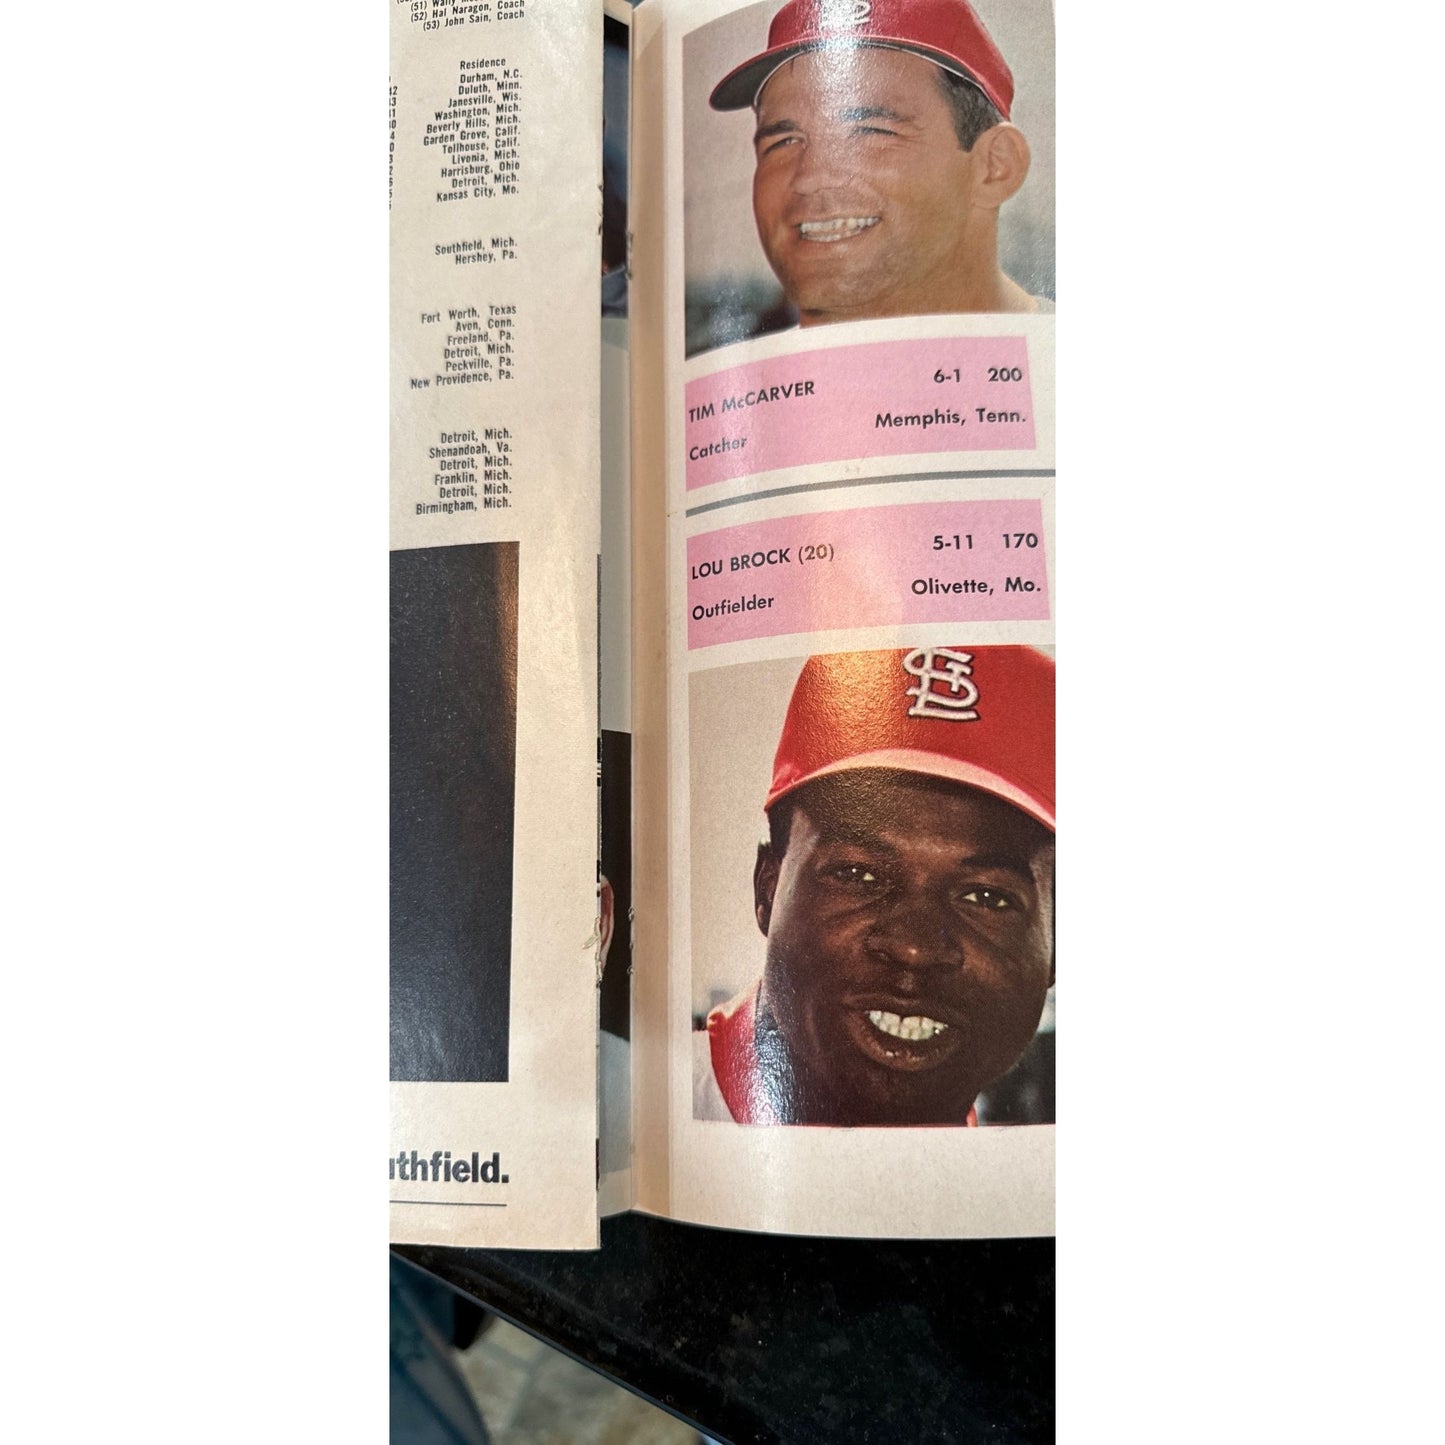 (51) Wally
(52) Hal Naragon, Coach
(53) John Sain, Coach
Residence
Durham, N.C.
Duluth, Minn.
Janesville, Wis.
Washington, Mich.
Beverly Hills, Mich.
Garden Grove, Calif.
Tollhouse, Calif.
Livonia, Mich.
Harrisburg, Ohio
Detroit, Mich.
Kansas City, Mo.
Southfield, Mich.
Hershey, Pa.
Fort Worth, Texas
Avon, Conn.
Freeland, Pa.
Detroit, Mich.
Peckville, Pa.
New Providence, Pa.
Detroit, Mich.
Shenandoah, Va.
Detroit, Mich.
Franklin, Mich.
Detroit, Mich.
Birmingham, Mich.
uthfield.
TIM McCARVER 6-1 200
Catcher Memphis, Tenn.
LOU BROCK (20) 5-11 170
Outfielder Olivette, Mo.
StL